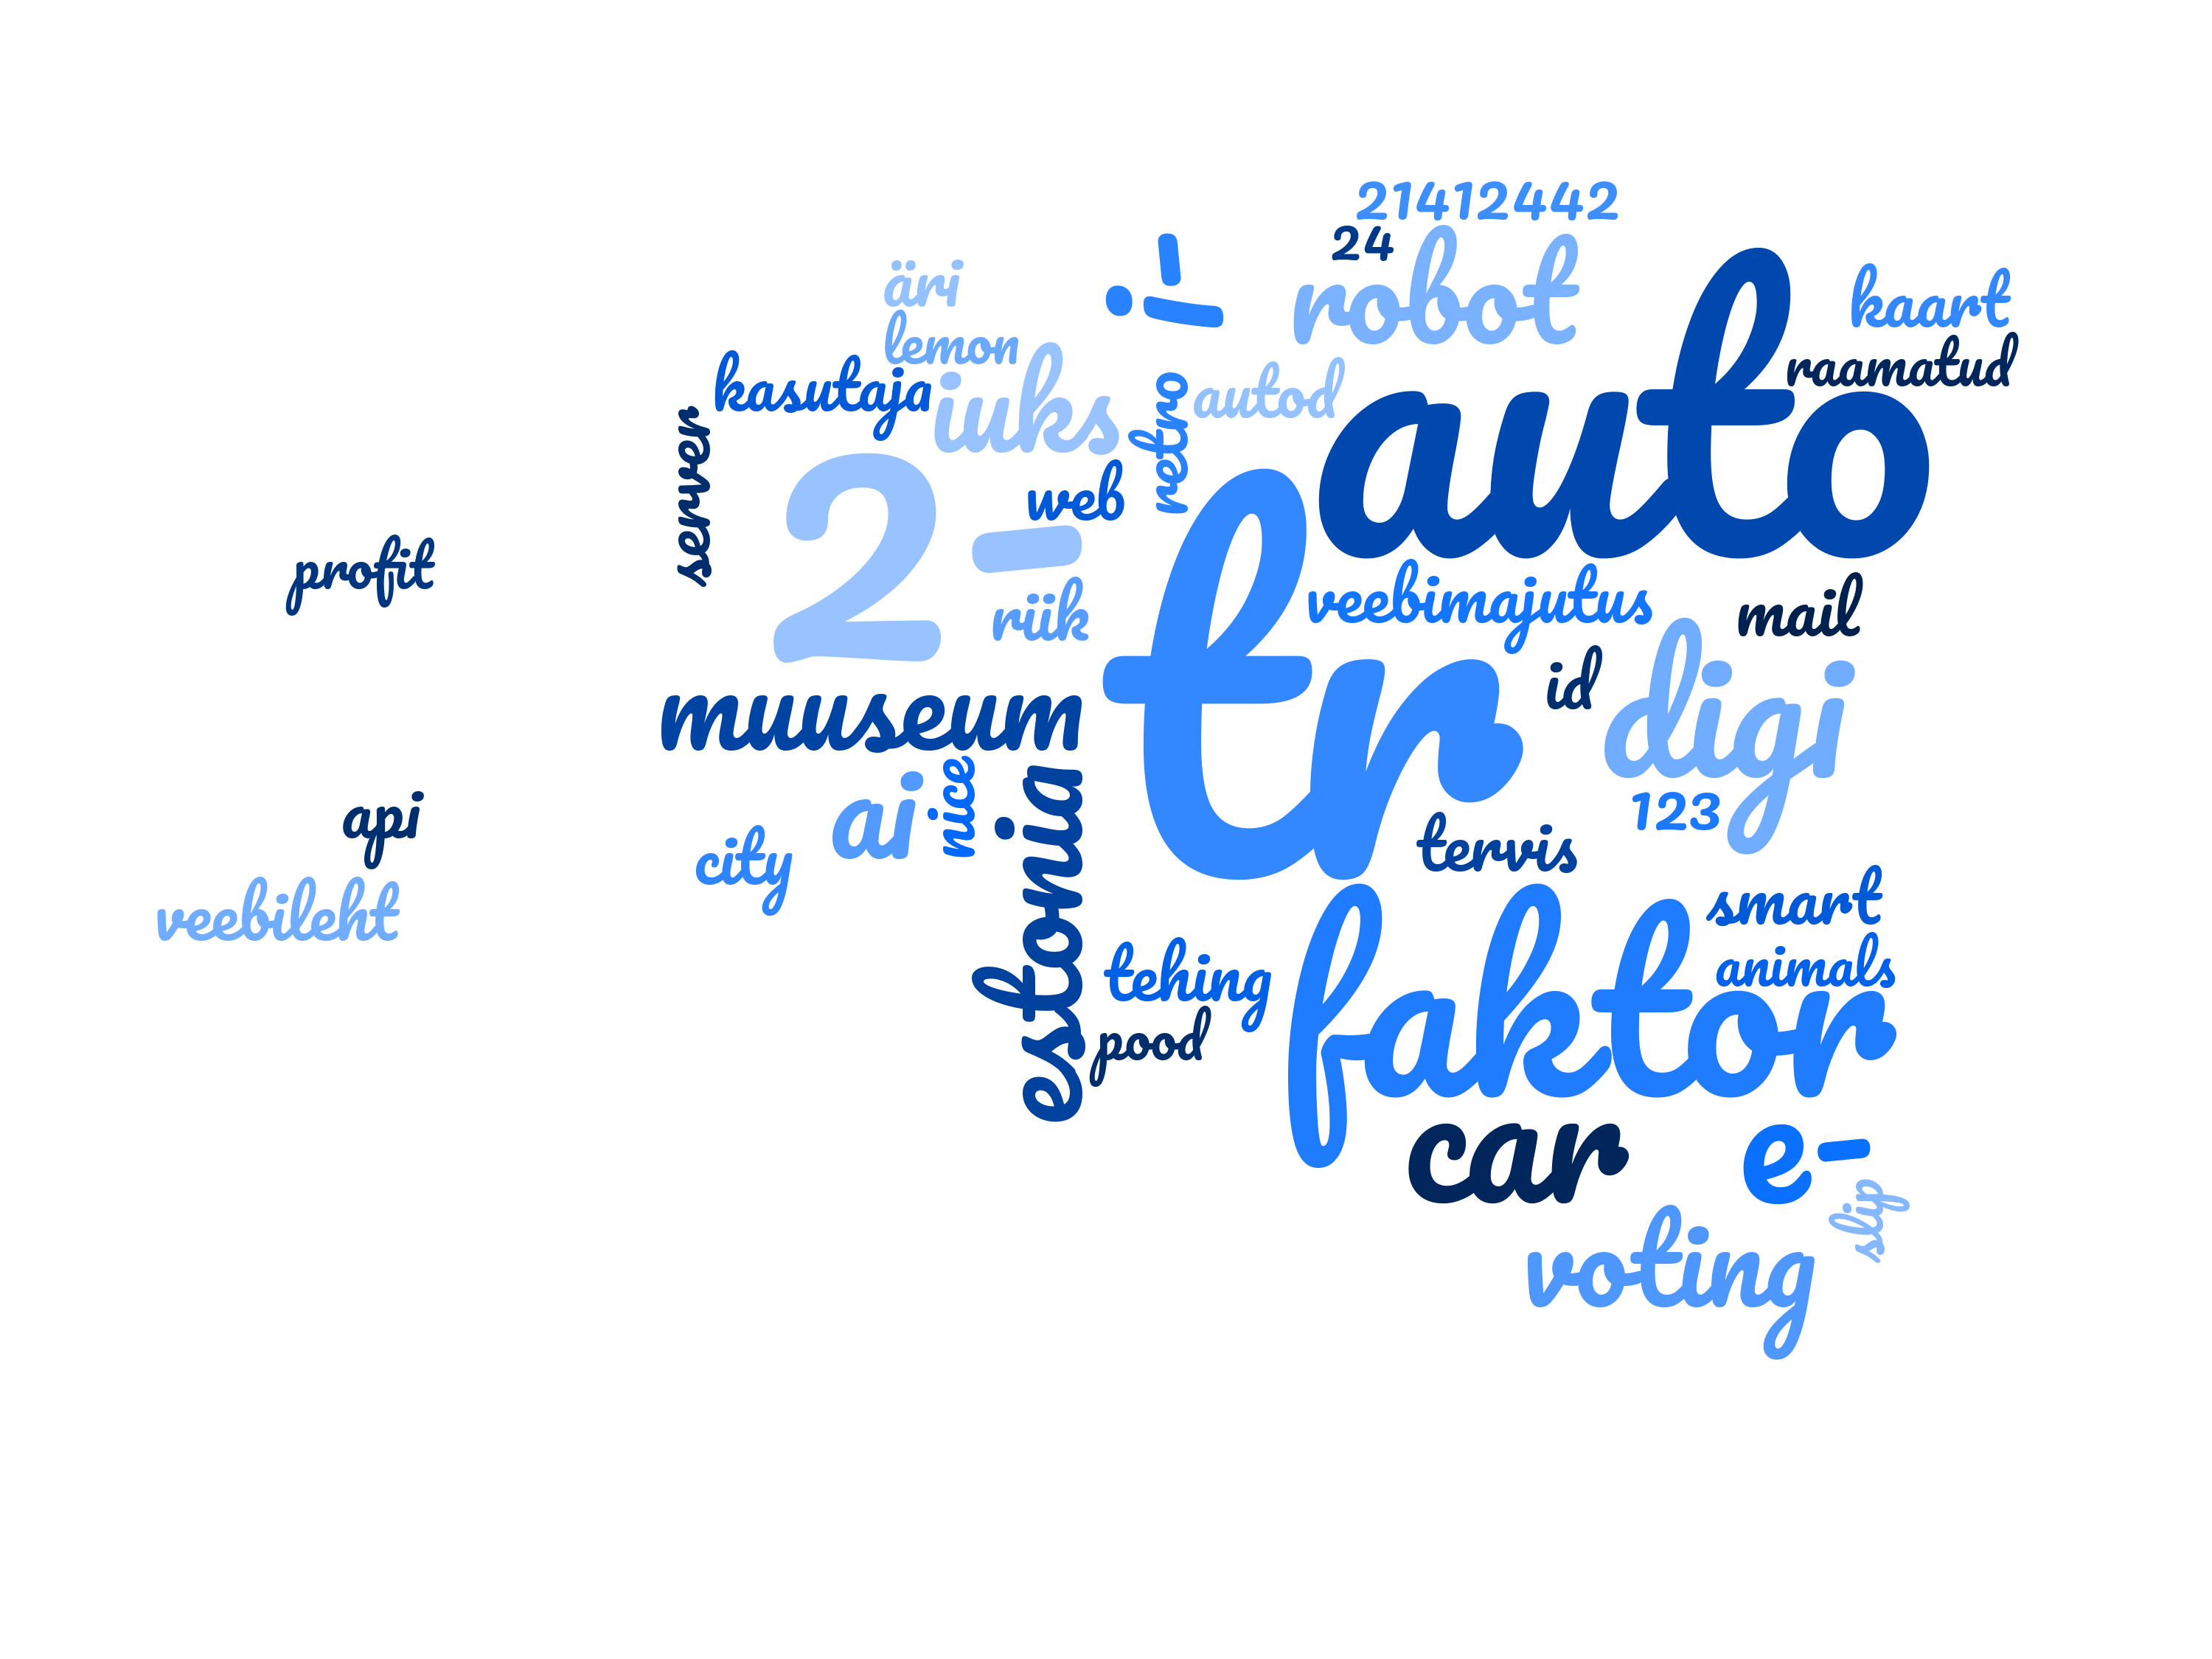 21412442
24
robot
äri
lemon
kasutaja
iuks
server
2-
web
metro
autod
auto
kaart
raamatud
profit
riik
tr
veebimajutus
mail
id
digi
123
muuseum
ai
nice
city
api
veebileht
estonia
tervis
tehing
pood
faktor
smart
animals
car
e-
slip
voting